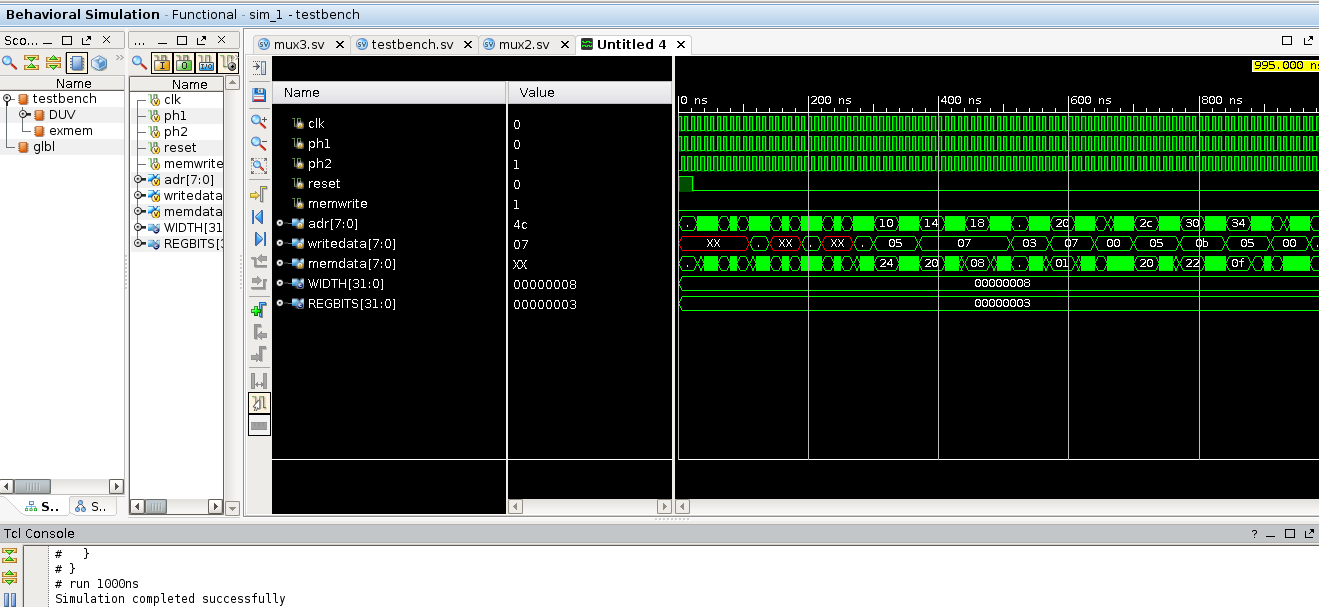 Behavioral Simulation - Functional - sim_1 - testbench
Sco...
...
mux3.sv
testbench.sv
mux2.sv
Untitled 4
Name
testbench
DUV
exmem
glbl
S..
S..
Name
clk
ph1
ph2
reset
memwrite
adr[7:0]
writedata
memdata
WIDTH[31
REGBITS[
Name Value
clk 0
ph1 0
ph2 1
reset 0
memwrite 1
adr[7:0] 4c
writedata[7:0] 07
memdata[7:0] XX
WIDTH[31:0] 00000008
REGBITS[31:0] 00000003
995.000 ns
0 ns 200 ns 400 ns 600 ns 800 ns
. 10 14 18 . 20 . 2c 30 34 .
XX . XX . XX . 05 07 03 07 00 05 0b 05 00 .
. 24 20 08 . 01 20 22 0f
00000008
00000003
Tcl Console
?
# }
# }
# run 1000ns
Simulation completed successfully